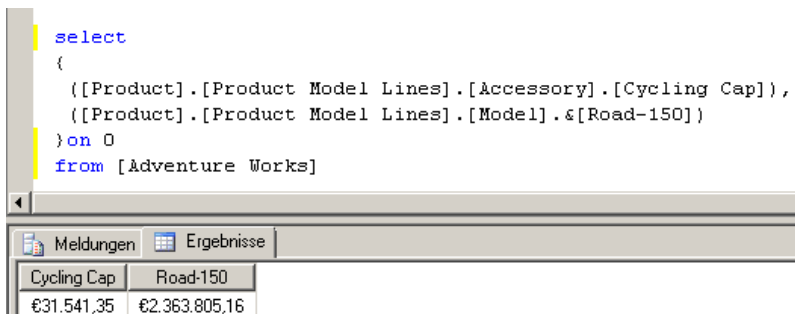 select
{
([Product].[Product Model Lines].[Accessory].[Cycling Cap]),
([Product].[Product Model Lines].[Model].&[Road-150])
}on 0
from [Adventure Works]
Meldungen Ergebnisse
Cycling Cap Road-150
€31.541,35 €2.363.805,16